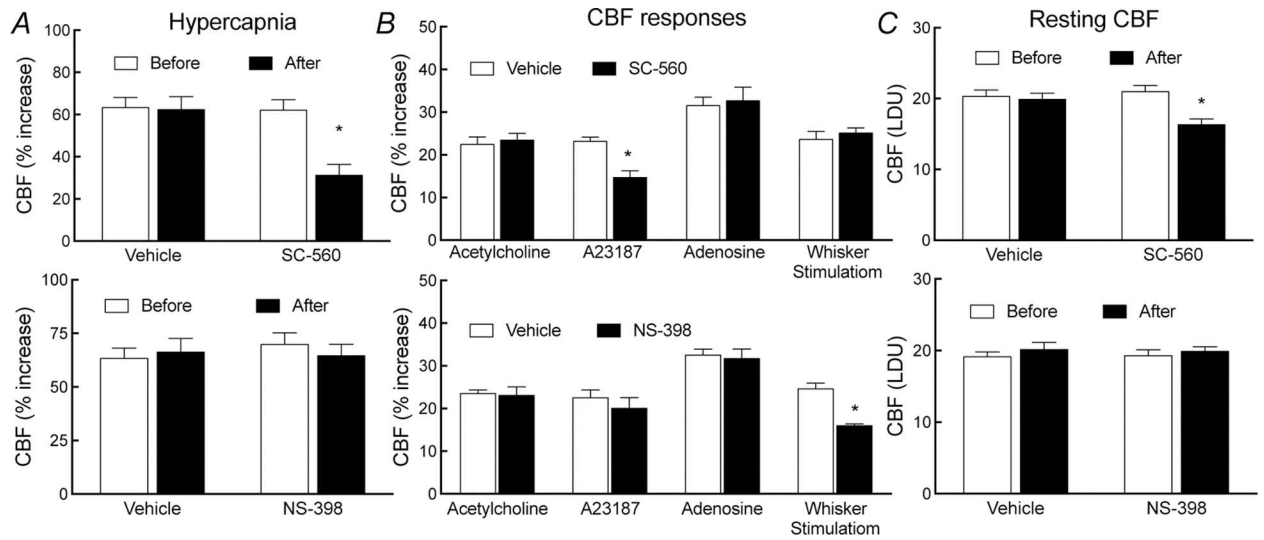 A
Hypercapnia
B
CBF responses
C
Resting CBF
CBF (% increase)
100
80
60
40
20
0
Before After
*
Vehicle SC-560
CBF (% increase)
50
40
30
20
10
0
Vehicle SC-560
*
Acetylcholine A23187 Adenosine Whisker
Stimulatiom
CBF (LDU)
30
20
10
0
Before After
*
Vehicle SC-560
CBF (% increase)
100
75
50
25
0
Before After
Vehicle NS-398
CBF (% increase)
50
40
30
20
10
0
Vehicle NS-398
*
Acetylcholine A23187 Adenosine Whisker
Stimulatiom
CBF (LDU)
30
20
10
0
Before After
Vehicle NS-398